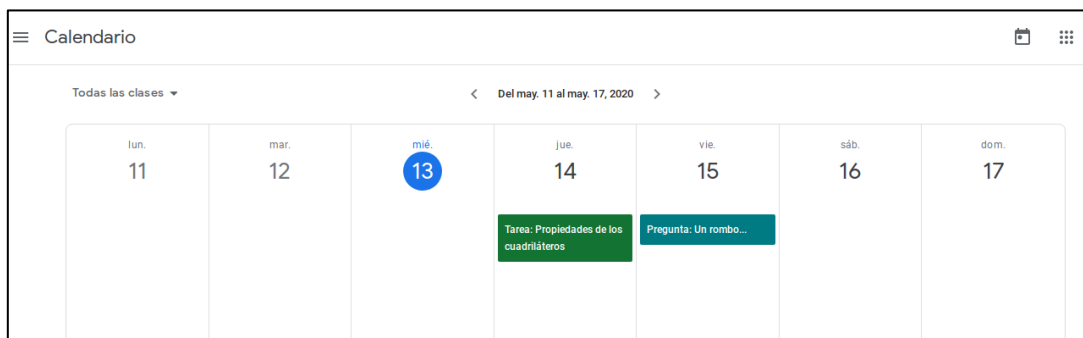 Calendario
Todas las clases
Del may. 11 al may. 17, 2020
lun. mar. mié. jue. vie. sáb. dom.
11 12 13 14 15 16 17
Tarea: Propiedades de los
cuadriláteros
Pregunta: Un rombo...